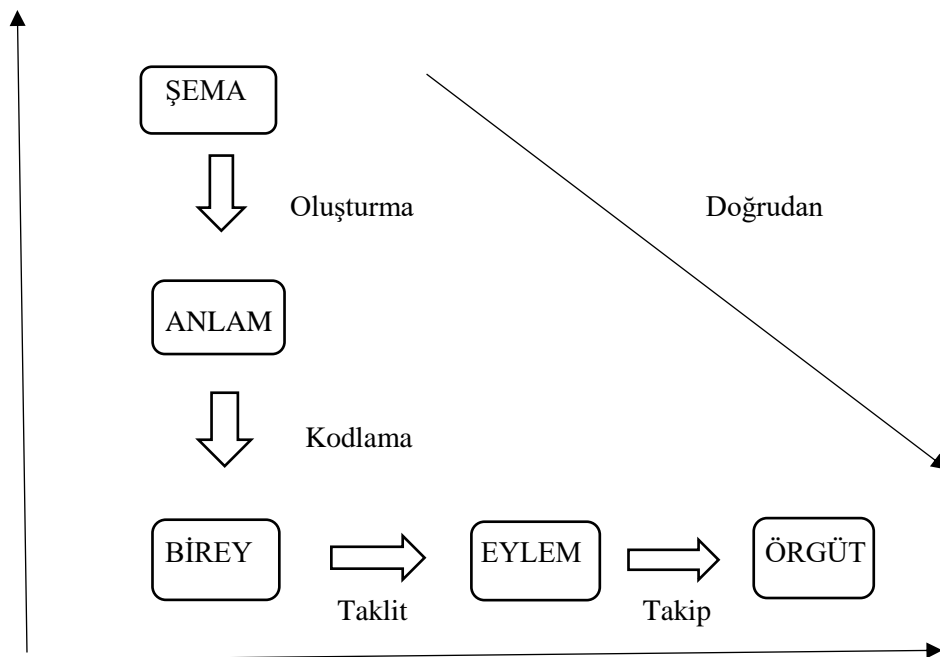 ŞEMA
Oluşturma
Doğrudan
ANLAM
Kodlama
BİREY
EYLEM
ÖRGÜT
Taklit
Takip